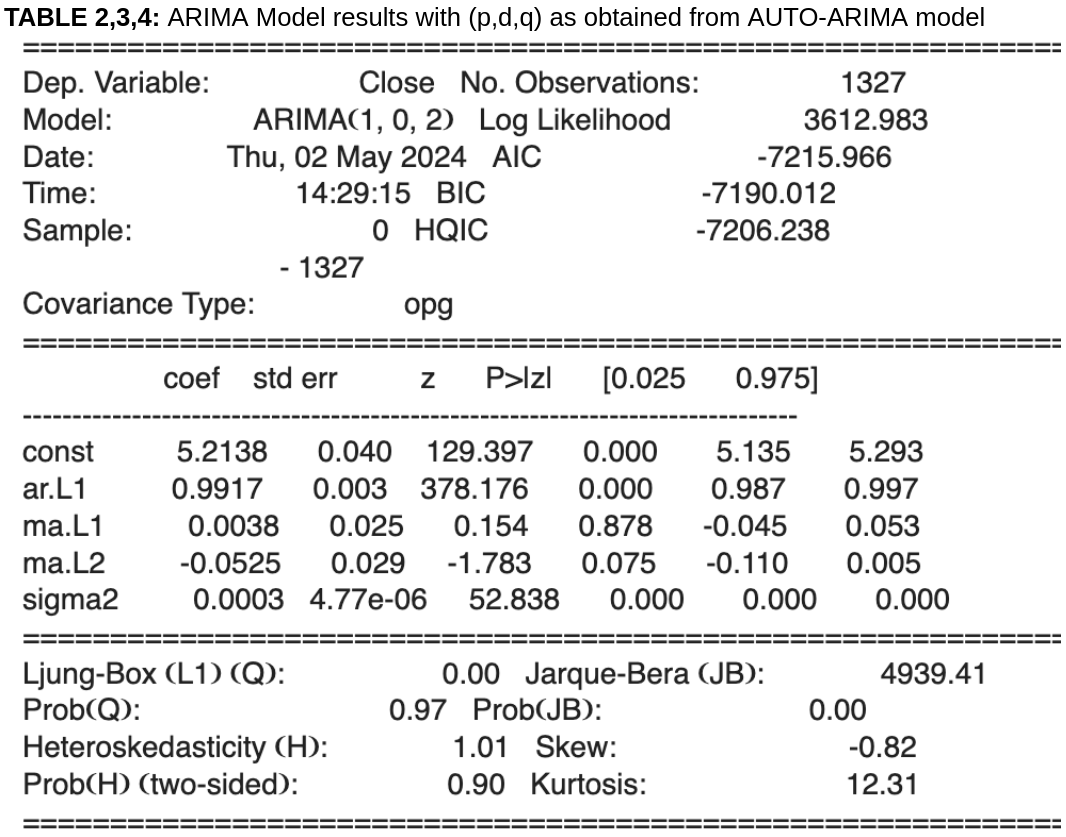 TABLE 2,3,4: ARIMA Model results with (p,d,q) as obtained from AUTO-ARIMA model
==============================================================================
Dep. Variable: Close No. Observations: 1327
Model: ARIMA(1, 0, 2) Log Likelihood 3612.983
Date: Thu, 02 May 2024 AIC -7215.966
Time: 14:29:15 BIC -7190.012
Sample: 0 HQIC -7206.238
- 1327
Covariance Type: opg
==============================================================================
coef std err z P>|z| [0.025 0.975]
------------------------------------------------------------------------------
const 5.2138 0.040 129.397 0.000 5.135 5.293
ar.L1 0.9917 0.003 378.176 0.000 0.987 0.997
ma.L1 0.0038 0.025 0.154 0.878 -0.045 0.053
ma.L2 -0.0525 0.029 -1.783 0.075 -0.110 0.005
sigma2 0.0003 4.77e-06 52.838 0.000 0.000 0.000
==============================================================================
Ljung-Box (L1) (Q): 0.00 Jarque-Bera (JB): 4939.41
Prob(Q): 0.97 Prob(JB): 0.00
Heteroskedasticity (H): 1.01 Skew: -0.82
Prob(H) (two-sided): 0.90 Kurtosis: 12.31
==============================================================================